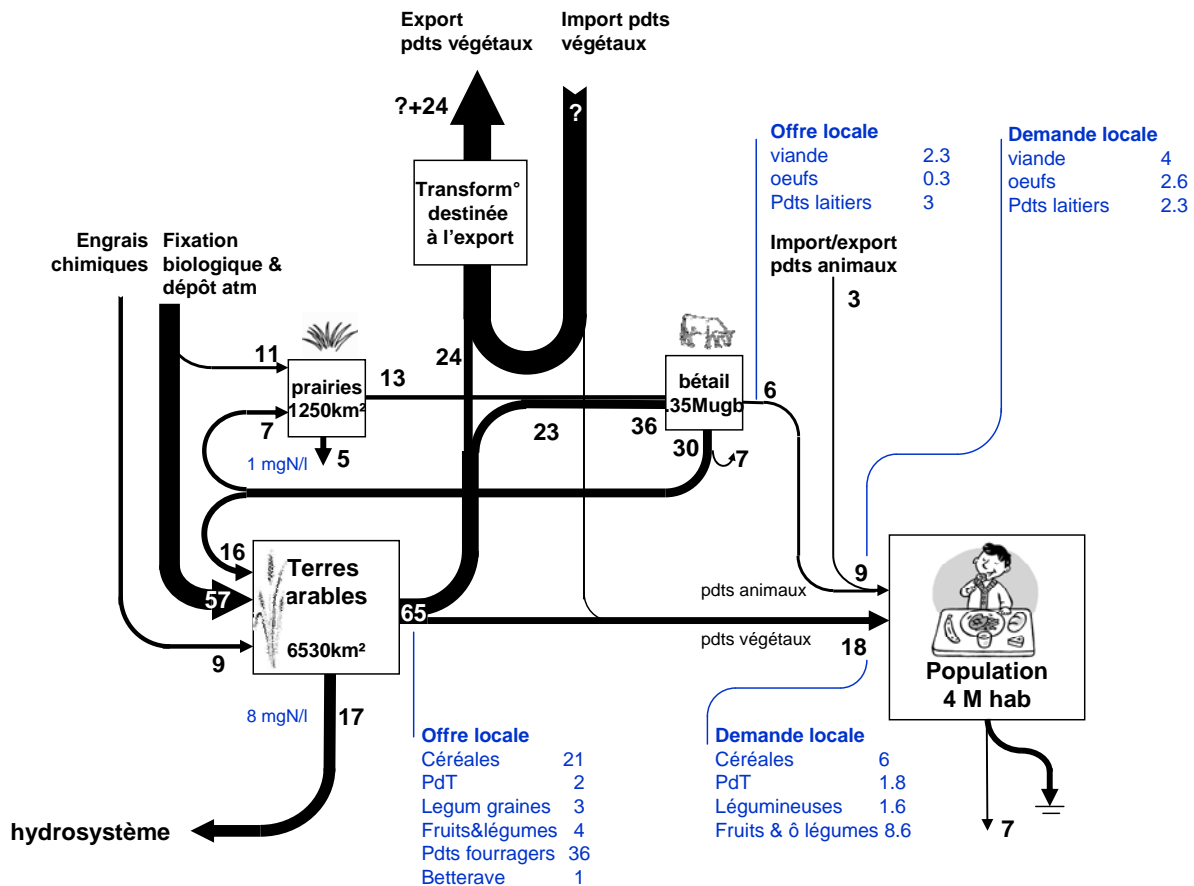 Export
pdts végétaux
Import pdts
végétaux
?+24
?
Offre locale
viande 2.3
oeufs 0.3
Pdts laitiers 3
Demande locale
viande 4
oeufs 2.6
Pdts laitiers 2.3
Transform°
destinée
à l'export
Engrais
chimiques
Fixation
biologique &
dépôt atm
Import/export
pdts animaux
3
11
prairies
1250km²
13
24
bétail
.35Mugb
6
7
5
23
36
30
7
1 mgN/l
16
57
Terres
arables
6530km²
65
9
pdts animaux
9
pdts végétaux
18
Population
4 M hab
8 mgN/l
17
Offre locale
Céréales 21
PdT 2
Legum graines 3
Fruits&légumes 4
Pdts fourragers 36
Betterave 1
Demande locale
Céréales 6
PdT 1.8
Légumineuses 1.6
Fruits & ô légumes 8.6
7
hydrosystème